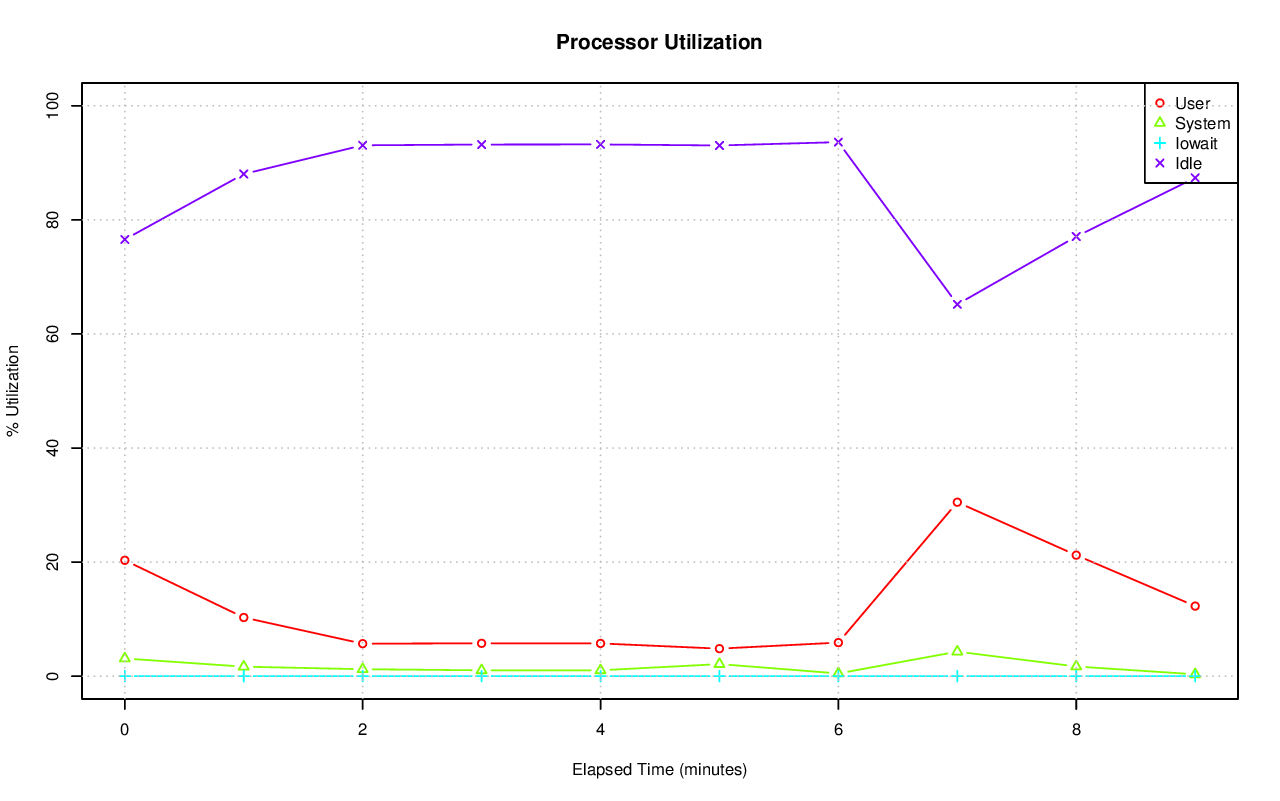 Processor Utilization
User
System
Iowait
Idle
100
80
60
40
20
0
% Utilization
0 2 4 6 8
Elapsed Time (minutes)